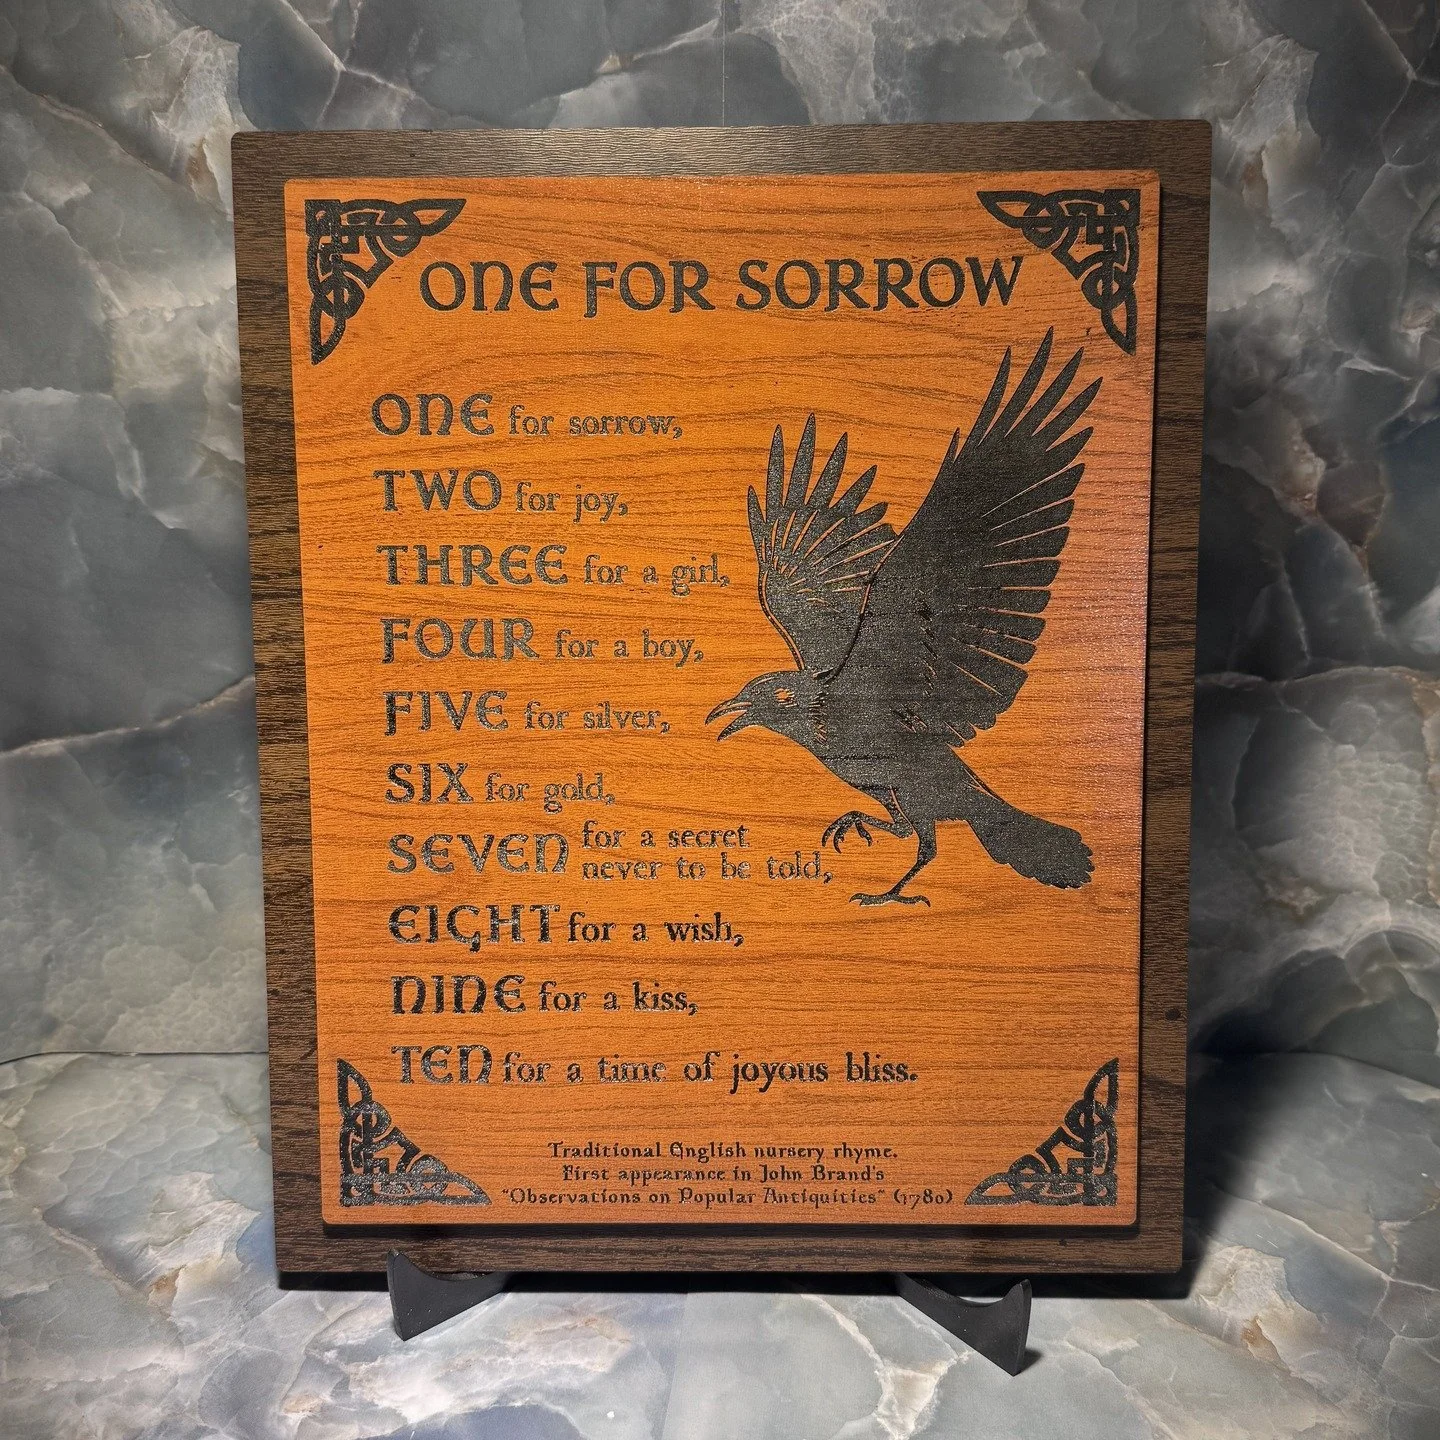 ONE FOR SORROW
ONE for sorrow,
TWO for joy,
THREE for a girl,
FOUR for a boy,
FIVE for silver,
SIX for gold,
SEVEN for a secret
never to be told,
EIGHT for a wish,
NINE for a kiss,
TEN for a time of joyous bliss.
Traditional English nursery rhyme.
First appearance in John Brand's
"Observations on Popular Antiquities" (1780)